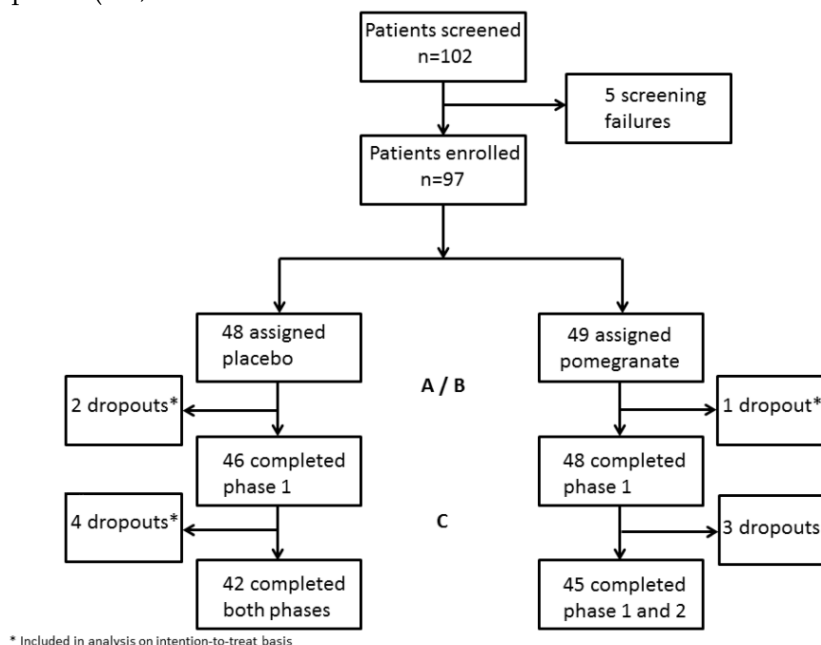 Patients screened
n=102
5 screening
failures
Patients enrolled
n=97
48 assigned
placebo
49 assigned
pomegranate
A / B
2 dropouts*
1 dropout*
46 completed
phase 1
48 completed
phase 1
4 dropouts*
C
3 dropouts
42 completed
both phases
45 completed
phase 1 and 2
* Included in analysis on intention-to-treat basis